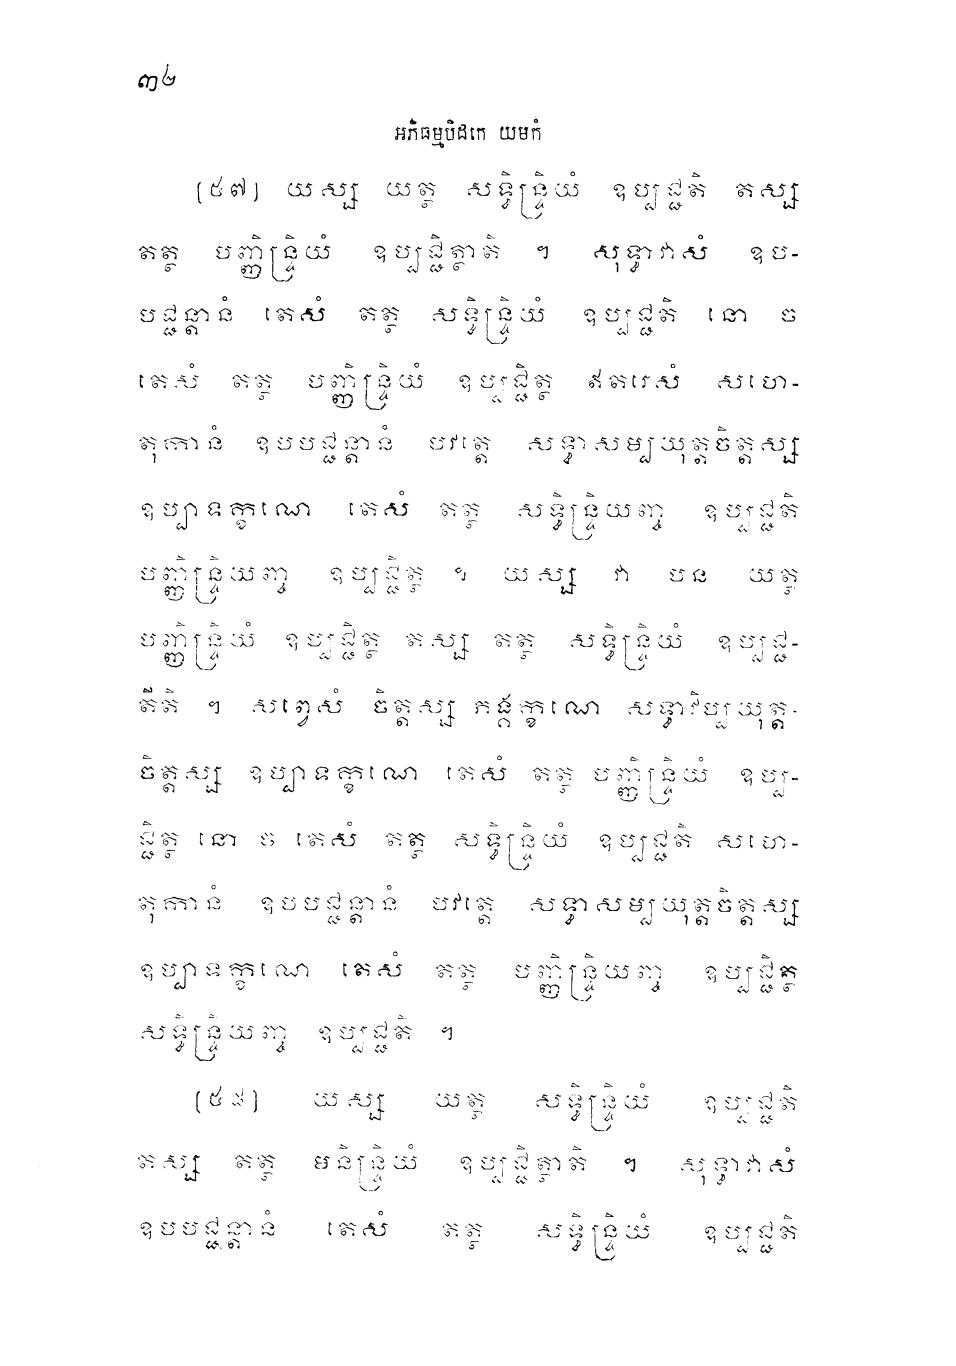 ៣៤
អភិធម្មបិដកេ យមកំ
(៥៧) យស្ស យត្ថ សទ្ធិន្ទ្រិយំ ឧប្បជ្ជតិ តស្ស
តត្ថ បញ្ញិន្ទ្រិយំ ឧប្បជ្ជិត្ថាតិ ។ សុទ្ធាវាសំ ឧប-
បជ្ជន្តានំ តេសំ តត្ថ សទ្ធិន្ទ្រិយំ ឧប្បជ្ជតិ នោ ច
តេសំ តត្ថ បញ្ញិន្ទ្រិយំ ឧប្បជ្ជិត្ថ ឥតរេសំ សហេ-
តុកានំ ឧបបជ្ជន្តានំ បវត្តេ សទ្ធាសម្បយុត្តចិត្តស្ស
ឧប្បាទក្ខណេ តេសំ តត្ថ សទ្ធិន្ទ្រិយញ្ច ឧប្បជ្ជតិ
បញ្ញិន្ទ្រិយញ្ច ឧប្បជ្ជិត្ថ ។ យស្ស វា បន យត្ថ
បញ្ញិន្ទ្រិយំ ឧប្បជ្ជិត្ថ តស្ស តត្ថ សទ្ធិន្ទ្រិយំ ឧប្បជ្ជ-
តីតិ ។ សព្វេសំ ចិត្តស្ស ភង្គក្ខណេ សទ្ធាវិប្បយុត្ត-
ចិត្តស្ស ឧប្បាទក្ខណេ តេសំ តត្ថ បញ្ញិន្ទ្រិយំ ឧប្ប-
ជ្ជិត្ថ នោ ច តេសំ តត្ថ សទ្ធិន្ទ្រិយំ ឧប្បជ្ជតិ សហេ-
តុកានំ ឧបបជ្ជន្តានំ បវត្តេ សទ្ធាសម្បយុត្តចិត្តស្ស
ឧប្បាទក្ខណេ តេសំ តត្ថ បញ្ញិន្ទ្រិយញ្ច ឧប្បជ្ជិត្ថ
សទ្ធិន្ទ្រិយញ្ច ឧប្បជ្ជតិ ។
(៥៨) យស្ស យត្ថ សទ្ធិន្ទ្រិយំ ឧប្បជ្ជតិ
តស្ស តត្ថ មនិន្ទ្រិយំ ឧប្បជ្ជិត្ថាតិ ។ សុទ្ធាវាសំ
ឧបបជ្ជន្តានំ តេសំ តត្ថ សទ្ធិន្ទ្រិយំ ឧប្បជ្ជតិ